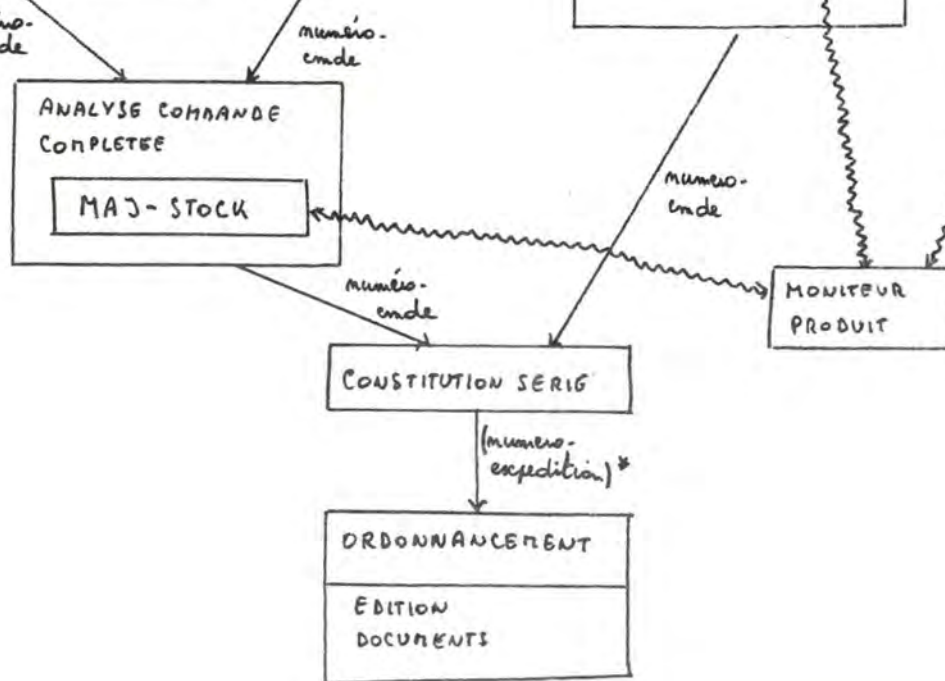 numéro-
cmde
ANALYSE COMMANDE
COMPLETEE
MAJ-STOCK
numero-
cmde
numéro-
cmde
MONITEUR
PRODUIT
CONSTITUTION SERIE
(numero-
expedition)*
ORDONNANCEMENT
EDITION
DOCUMENTS